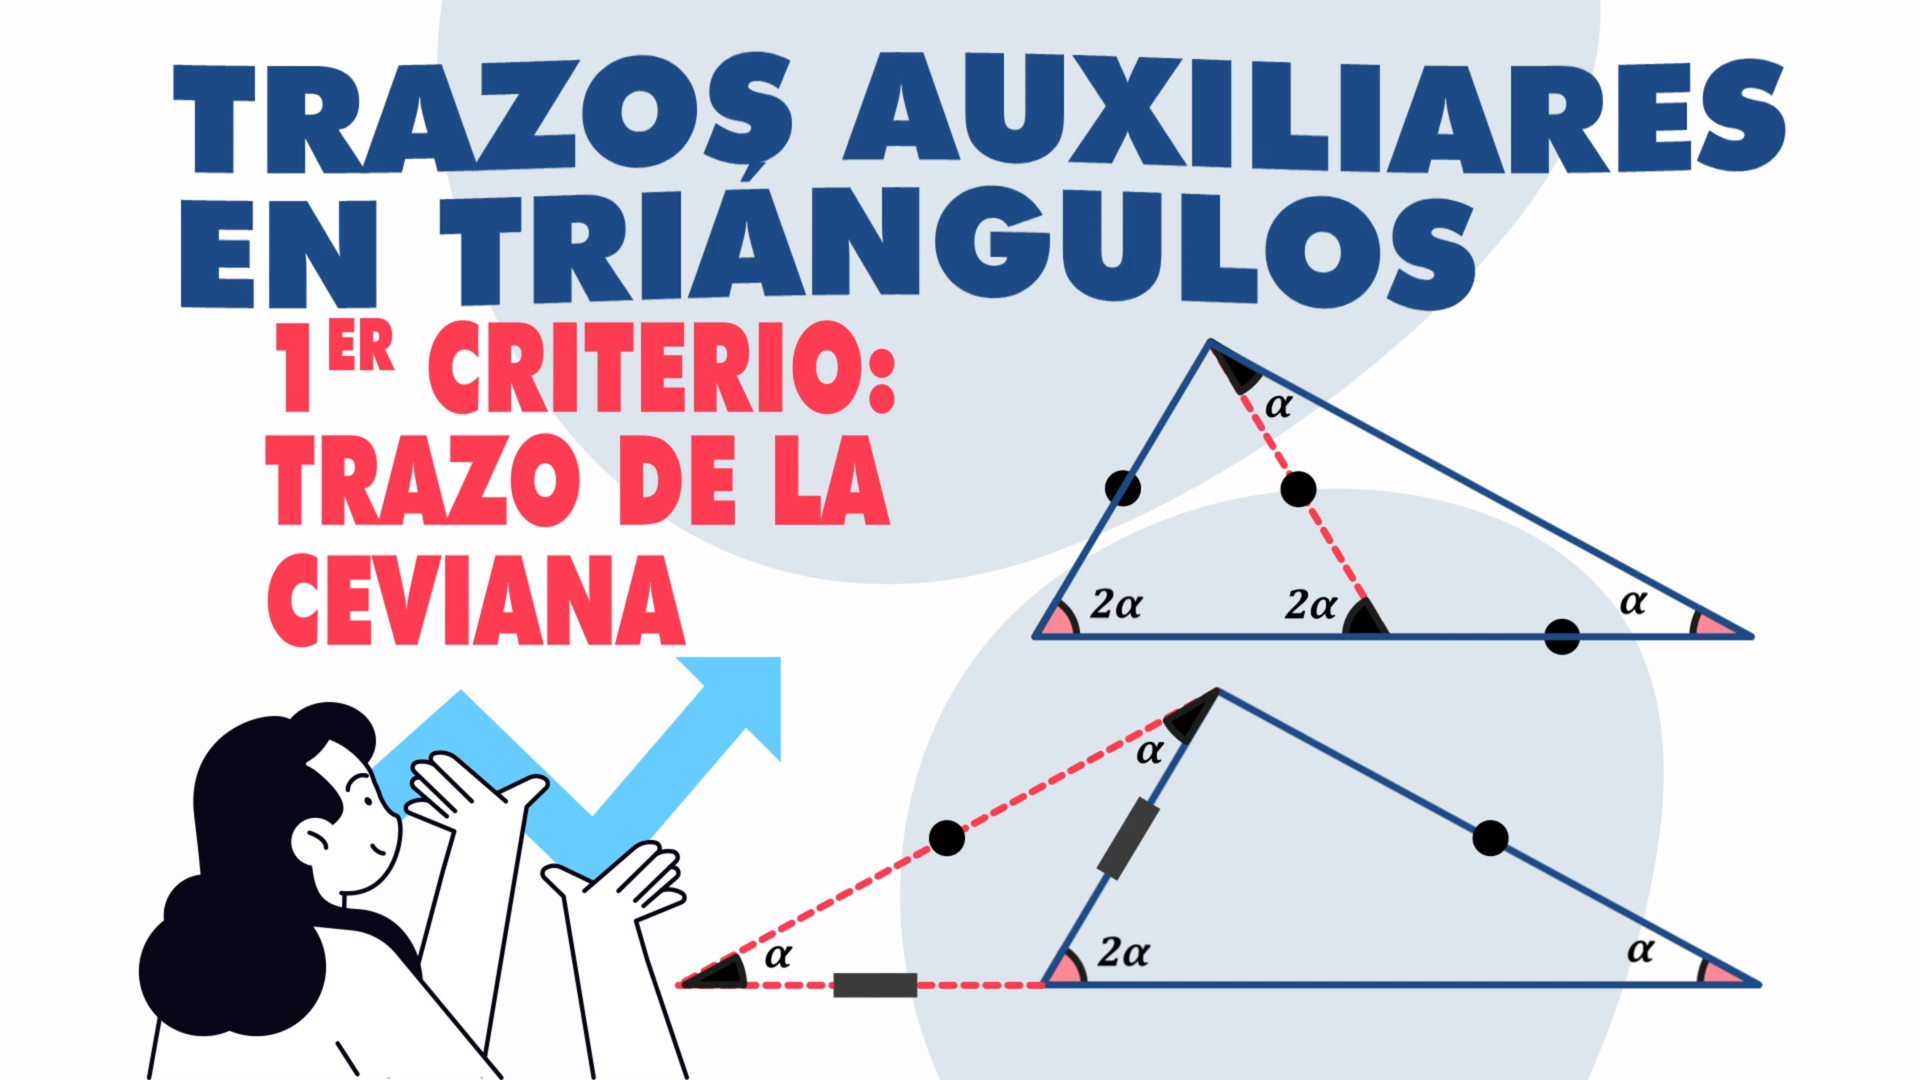 TRAZOS AUXILIARES
EN TRIÁNGULOS
1ER CRITERIO:
TRAZO DE LA
CEVIANA
α
2α
2α
α
α
α
2α
α